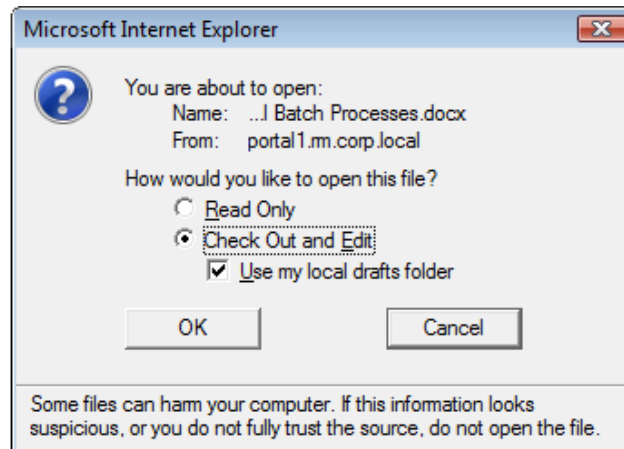 Microsoft Internet Explorer
You are about to open:
Name: ...l Batch Processes.docx
From: portal1.rm.corp.local
How would you like to open this file?
Read Only
Check Out and Edit
Use my local drafts folder
OK Cancel
Some files can harm your computer. If this information looks
suspicious, or you do not fully trust the source, do not open the file.